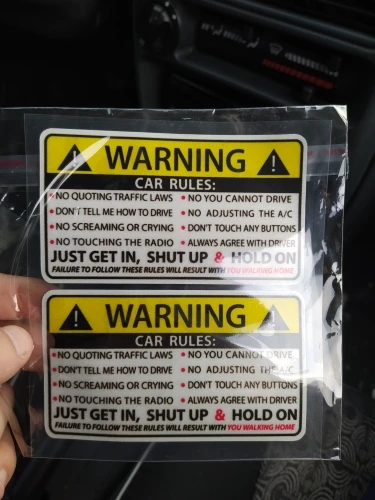 WARNING
CAR RULES:
• NO QUOTING TRAFFIC LAWS • NO YOU CANNOT DRIVE
• DON'T TELL ME HOW TO DRIVE • NO ADJUSTING THE A/C
• NO SCREAMING OR CRYING • DON'T TOUCH ANY BUTTONS
• NO TOUCHING THE RADIO • ALWAYS AGREE WITH DRIVER
JUST GET IN, SHUT UP & HOLD ON
FAILURE TO FOLLOW THESE RULES WILL RESULT WITH YOU WALKING HOME
WARNING
CAR RULES:
• NO QUOTING TRAFFIC LAWS • NO YOU CANNOT DRIVE
• DON'T TELL ME HOW TO DRIVE • NO ADJUSTING THE A/C
• NO SCREAMING OR CRYING • DON'T TOUCH ANY BUTTONS
• NO TOUCHING THE RADIO • ALWAYS AGREE WITH DRIVER
JUST GET IN, SHUT UP & HOLD ON
FAILURE TO FOLLOW THESE RULES WILL RESULT WITH YOU WALKING HOME